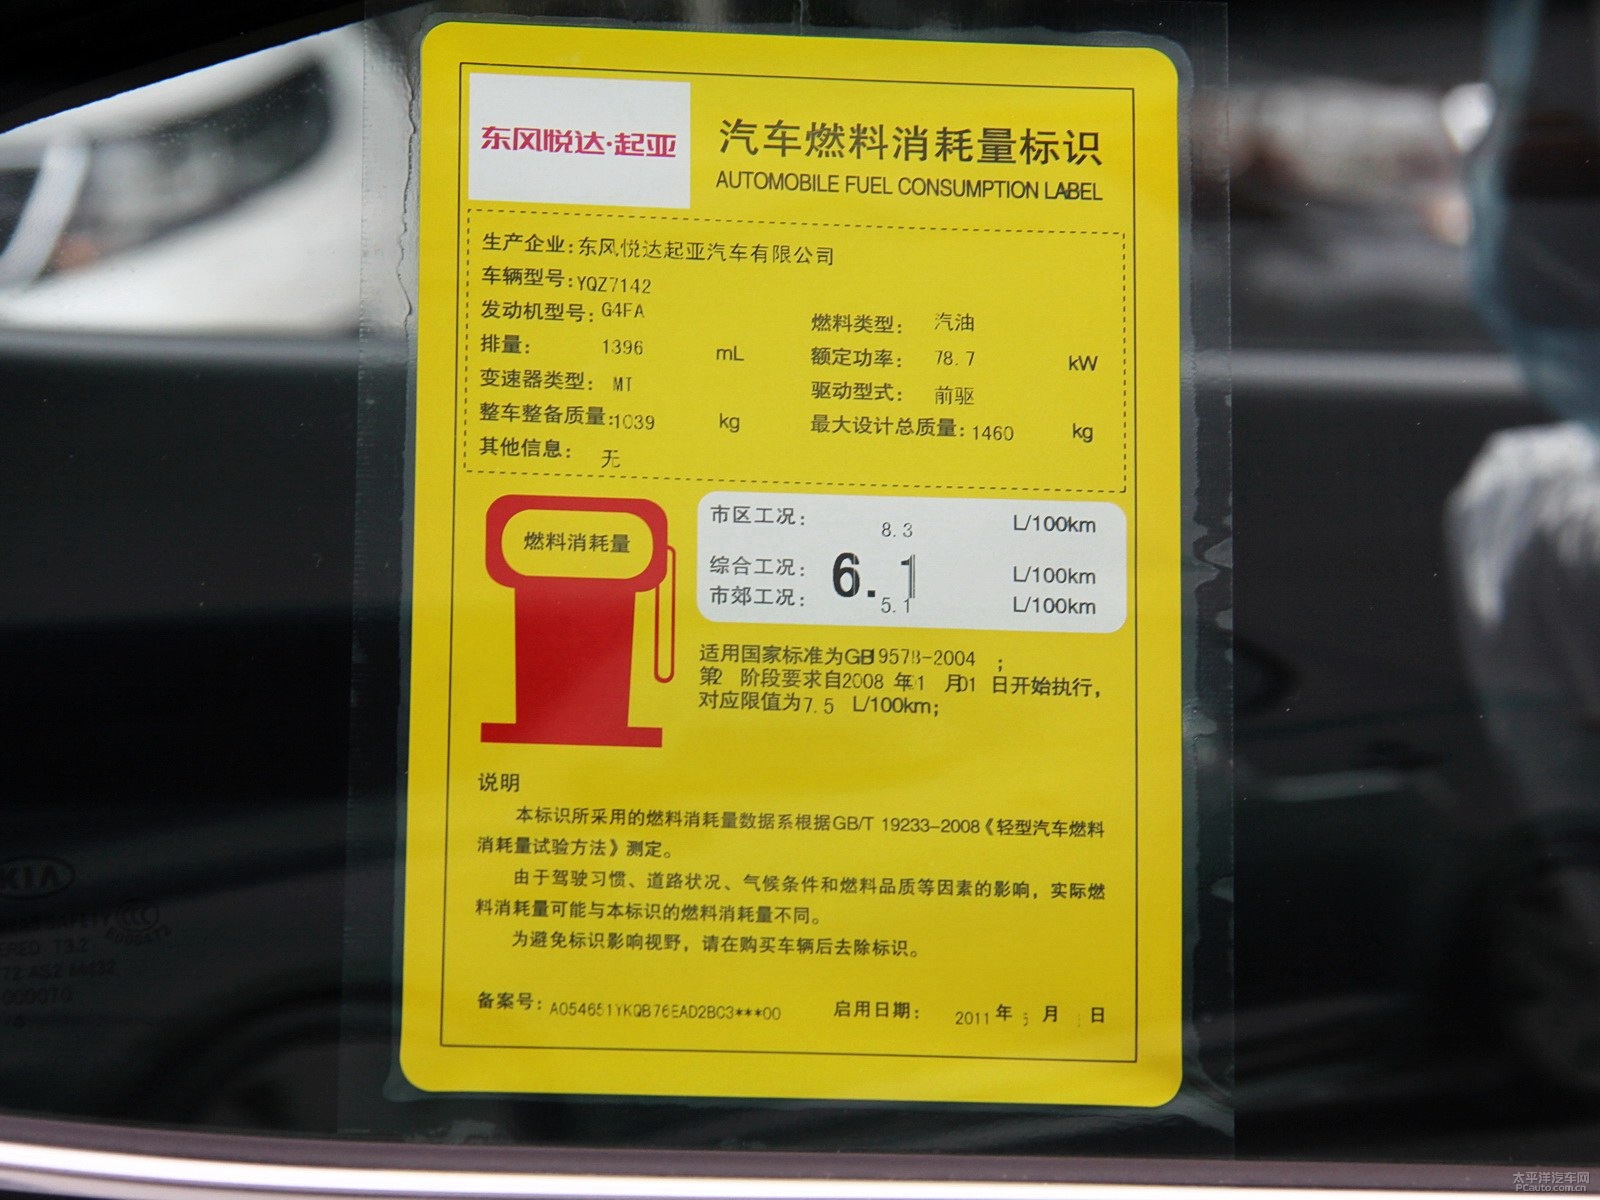 东风悦达·起亚
汽车燃料消耗量标识
AUTOMOBILE FUEL CONSUMPTION LABEL
生产企业:东风悦达起亚汽车有限公司
车辆型号:YQZ7142
发动机型号:G4FA 燃料类型: 汽油
排量: 1396 mL 额定功率: 78.7 kW
变速器类型: MT 驱动型式: 前驱
整车整备质量:1039 kg 最大设计总质量:1460 kg
其他信息: 无
燃料消耗量
市区工况: 8.3 L/100km
综合工况: 6.1 L/100km
市郊工况: 5.1 L/100km
适用国家标准为GB19578-2004 ;
第2 阶段要求自2008 年01 月01 日开始执行,
对应限值为7.5 L/100km;
说明
本标识所采用的燃料消耗量数据系根据GB/T 19233-2008《轻型汽车燃料
消耗量试验方法》测定。
由于驾驶习惯、道路状况、气候条件和燃料品质等因素的影响,实际燃
料消耗量可能与本标识的燃料消耗量不同。
为避免标识影响视野,请在购买车辆后去除标识。
备案号: A054651YKQB76EAD2BC3***00 启用日期: 2011 年 月 日
KIA
太平洋汽车网
PCauto.com.cn